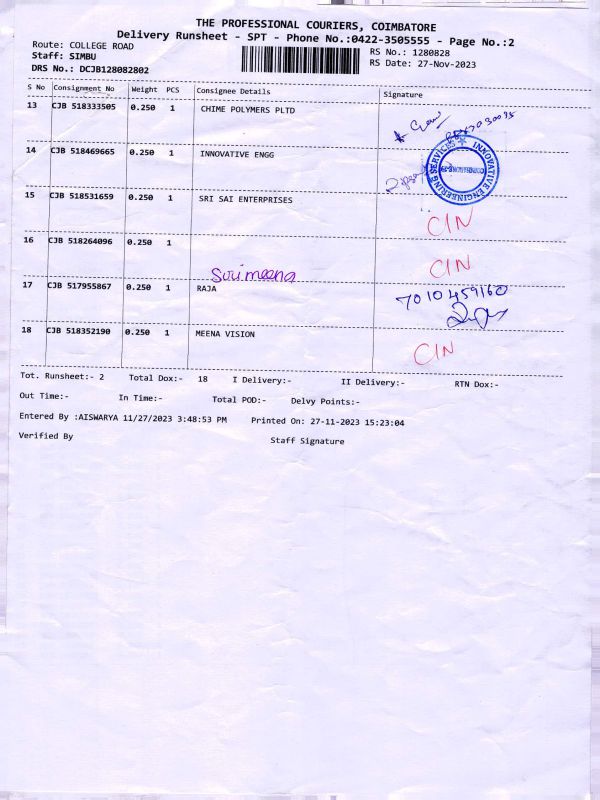 THE PROFESSIONAL COURIERS, COIMBATORE
Delivery Runsheet - SPT - Phone No.:0422-3505555 - Page No.:2
Route: COLLEGE ROAD
RS No.: 1280828
Staff: SIMBU
RS Date: 27-Nov-2023
DRS No.: DCJB128082802
S No Consignment No Weight PCS Consignee Details Signature
13 CJB 518333505 0.250 1 CHIME POLYMERS PLTD
14 CJB 518469665 0.250 1 INNOVATIVE ENGG
INNOVATIVE ENGINEERING SERVICES
COIMBATORE
15 CJB 518531659 0.250 1 SRI SAI ENTERPRISES
CIN
16 CJB 518264096 0.250 1
CIN
Surimeena
17 CJB 517955867 0.250 1 RAJA
7010459160
18 CJB 518352190 0.250 1 MEENA VISION
CIN
Tot. Runsheet:- 2 Total Dox:- 18 I Delivery:- II Delivery:- RTN Dox:-
Out Time:- In Time:- Total POD:- Delvy Points:-
Entered By :AISWARYA 11/27/2023 3:48:53 PM Printed On: 27-11-2023 15:23:04
Verified By Staff Signature